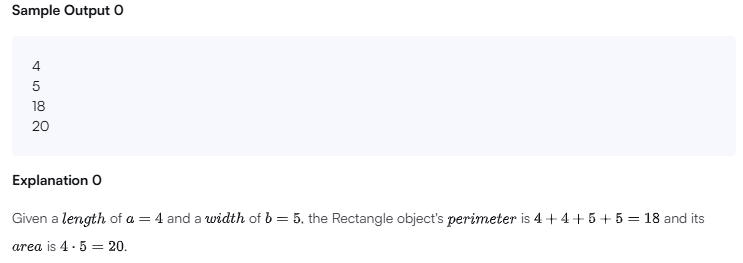 Sample Output 0
4
5
18
20
Explanation 0
Given a length of a = 4 and a width of b = 5, the Rectangle object's perimeter is 4 + 4 + 5 + 5 = 18 and its
area is 4 · 5 = 20.